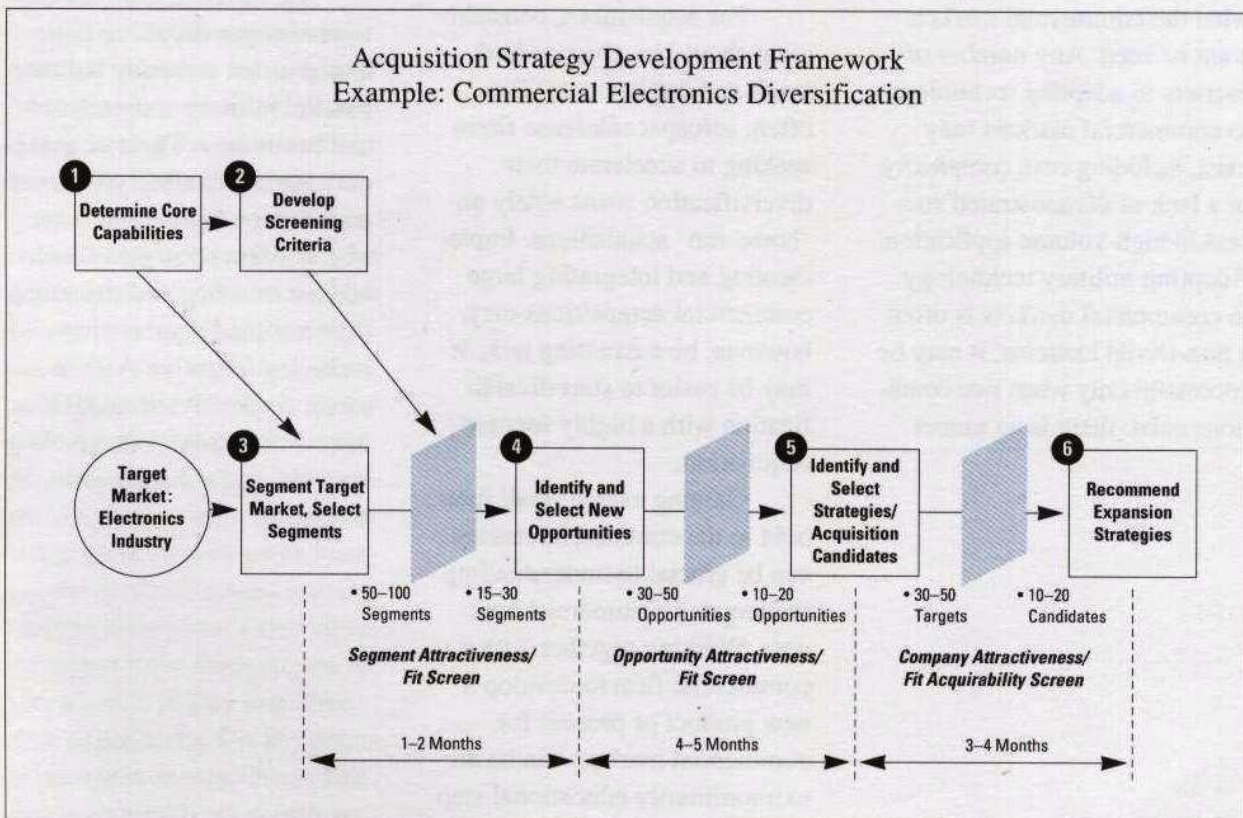 Acquisition Strategy Development Framework
Example: Commercial Electronics Diversification
1
Determine Core
Capabilities
2
Develop
Screening
Criteria
Target
Market:
Electronics
Industry
3
Segment Target
Market, Select
Segments
4
Identify and
Select New
Opportunities
5
Identify and
Select
Strategies/
Acquisition
Candidates
6
Recommend
Expansion
Strategies
• 50–100
Segments
• 15–30
Segments
• 30–50
Opportunities
• 10–20
Opportunities
• 30–50
Targets
• 10–20
Candidates
Segment Attractiveness/
Fit Screen
Opportunity Attractiveness/
Fit Screen
Company Attractiveness/
Fit Acquirability Screen
1–2 Months
4–5 Months
3–4 Months